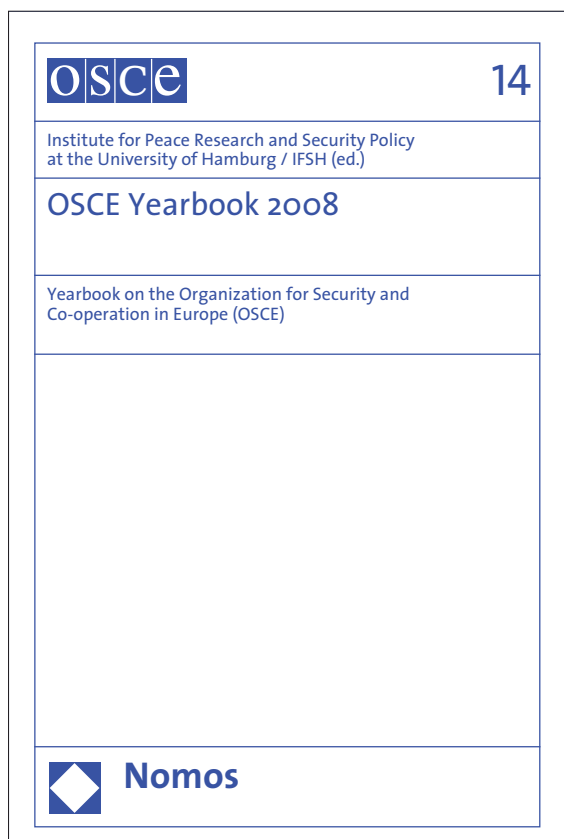 osce
14
Institute for Peace Research and Security Policy
at the University of Hamburg / IFSH (ed.)
OSCE Yearbook 2008
Yearbook on the Organization for Security and
Co-operation in Europe (OSCE)
Nomos